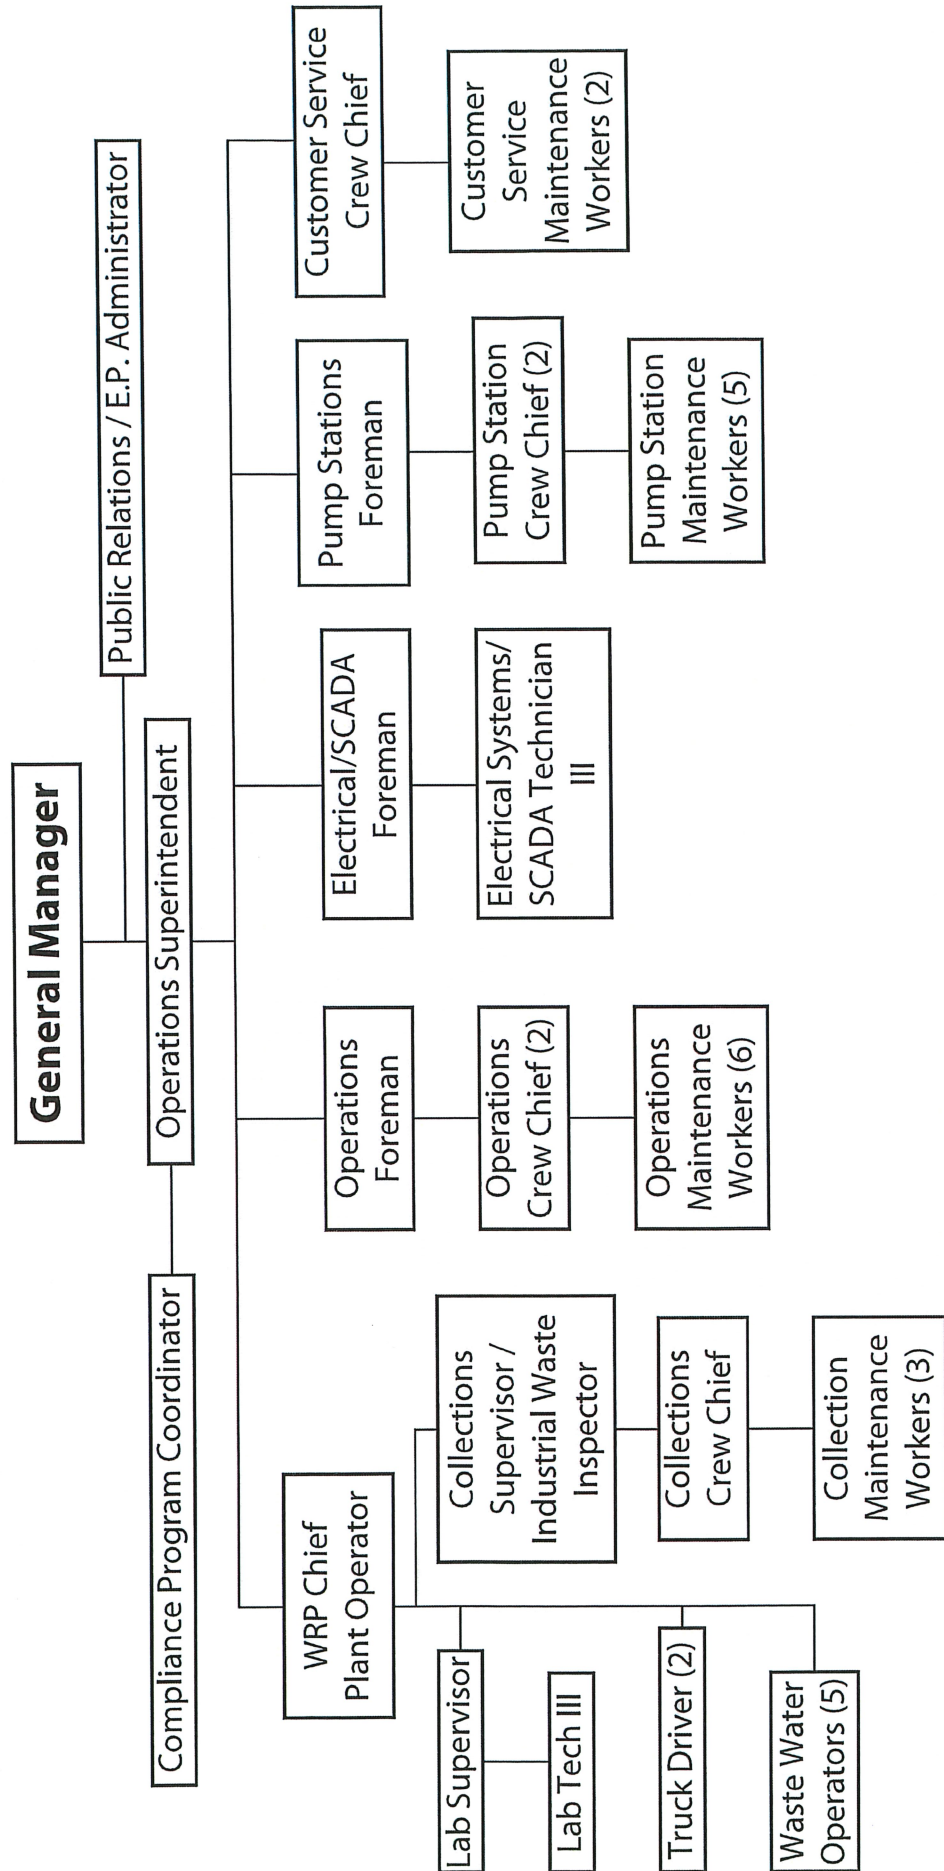 General Manager
Public Relations / E.P. Administrator
Operations Superintendent
Compliance Program Coordinator
WRP Chief
Plant Operator
Lab Supervisor
Lab Tech III
Truck Driver (2)
Waste Water
Operators (5)
Collections
Supervisor /
Industrial Waste
Inspector
Collections
Crew Chief
Collection
Maintenance
Workers (3)
Operations
Foreman
Operations
Crew Chief (2)
Operations
Maintenance
Workers (6)
Electrical/SCADA
Foreman
Electrical Systems/
SCADA Technician
III
Pump Stations
Foreman
Pump Station
Crew Chief (2)
Pump Station
Maintenance
Workers (5)
Customer Service
Crew Chief
Customer
Service
Maintenance
Workers (2)